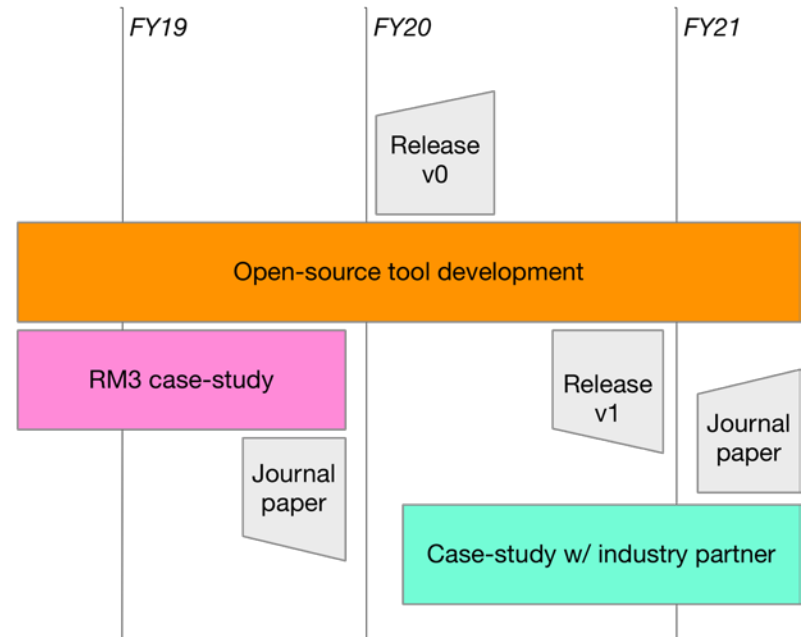 FY19
FY20
FY21
Release
v0
Open-source tool development
RM3 case-study
Release
v1
Journal
paper
Journal
paper
Case-study w/ industry partner